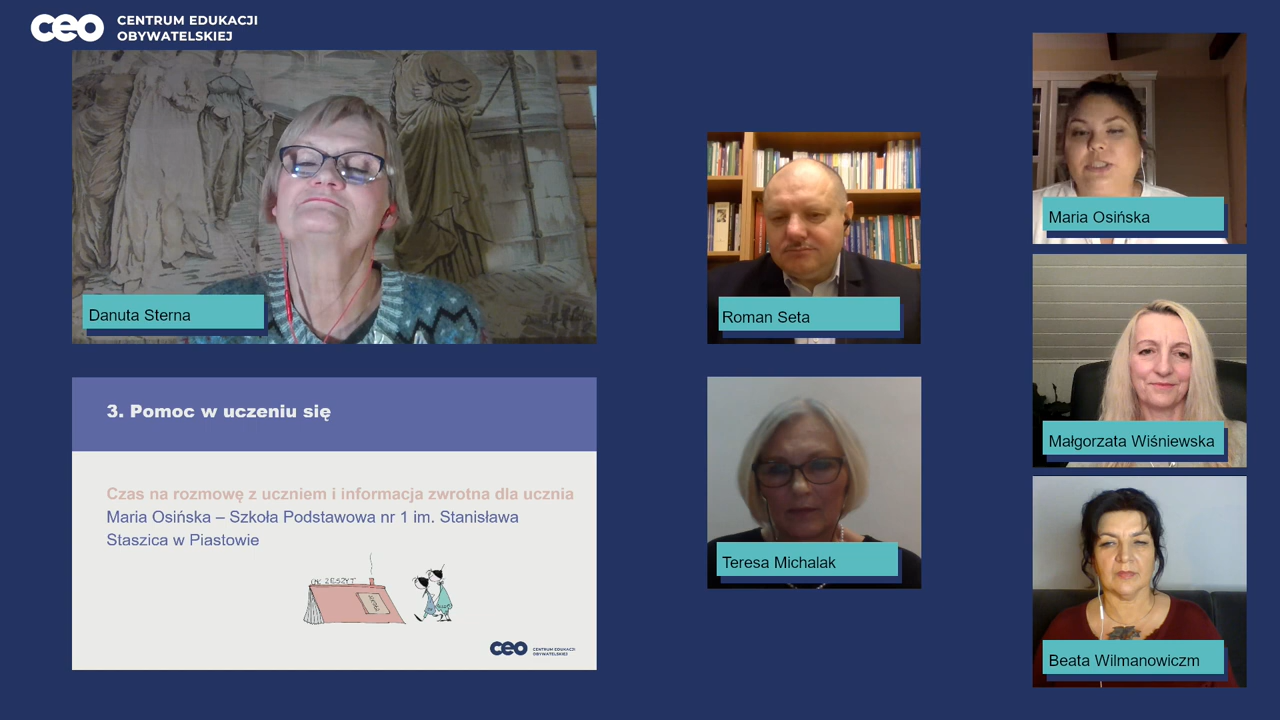 ceo
CENTRUM EDUKACJI
OBYWATELSKIEJ
Danuta Sterna
Roman Seta
Maria Osińska
Małgorzata Wiśniewska
Teresa Michalak
Beata Wilmanowiczm
3. Pomoc w uczeniu się
Czas na rozmowę z uczniem i informacja zwrotna dla ucznia
Maria Osińska – Szkoła Podstawowa nr 1 im. Stanisława
Staszica w Piastowie
ZESZYT
ceo
CENTRUM EDUKACJI
OBYWATELSKIEJ